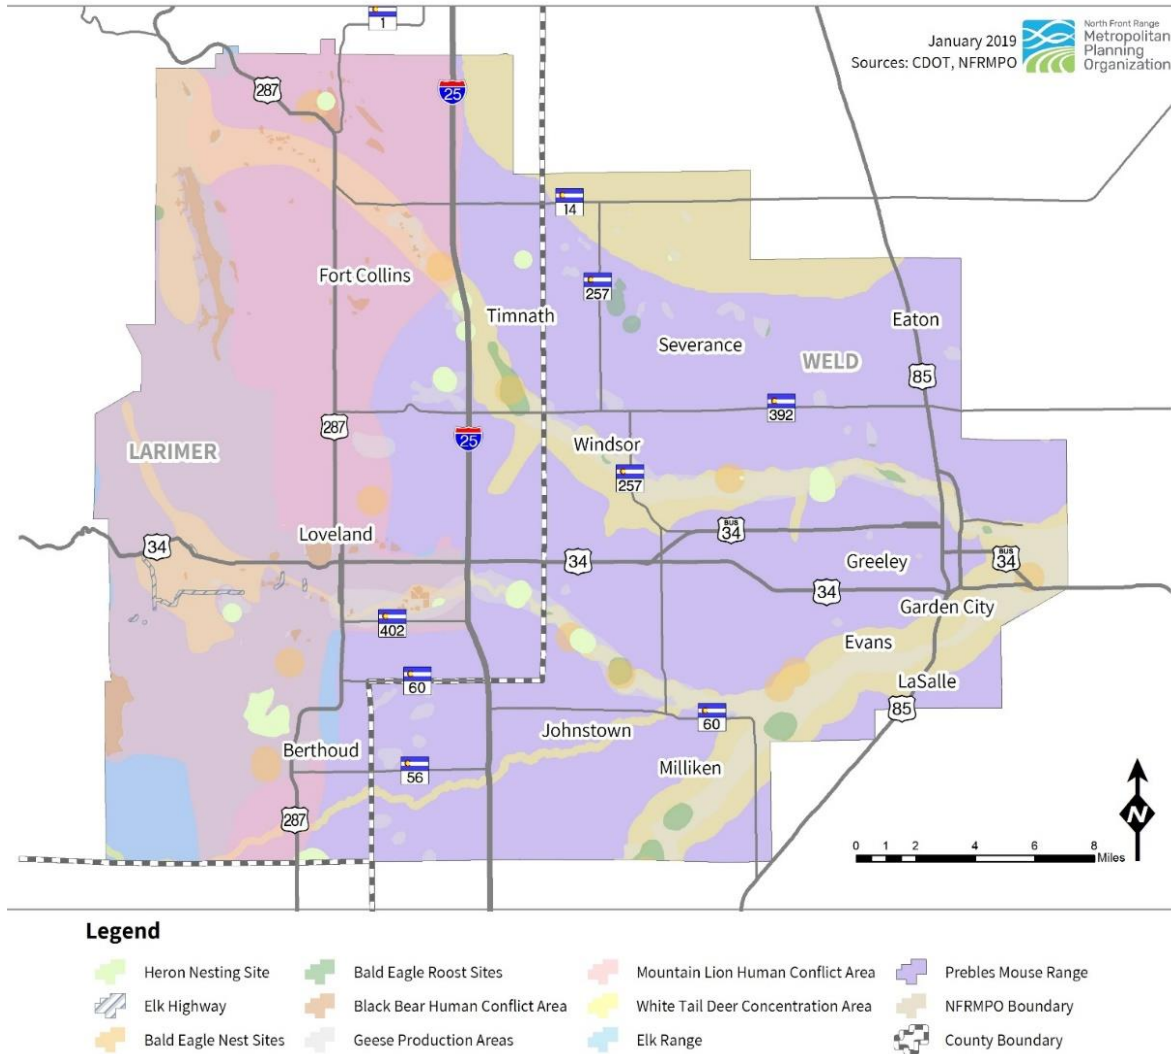 1
January 2019
Sources: CDOT, NFRMPO
North Front Range
Metropolitan
Planning
Organization
287
25
14
Fort Collins
257
Timnath
Eaton
Severance
WELD
85
392
287
25
LARIMER
Windsor
257
Loveland
34
BUS
34
34
Greeley
BUS
34
34
Garden City
402
Evans
60
LaSalle
85
60
Johnstown
Berthoud
56
Milliken
287
N
0 1 2 4 6 8
Miles
Legend
Heron Nesting Site
Bald Eagle Roost Sites
Mountain Lion Human Conflict Area
Prebles Mouse Range
Elk Highway
Black Bear Human Conflict Area
White Tail Deer Concentration Area
NFRMPO Boundary
Bald Eagle Nest Sites
Geese Production Areas
Elk Range
County Boundary